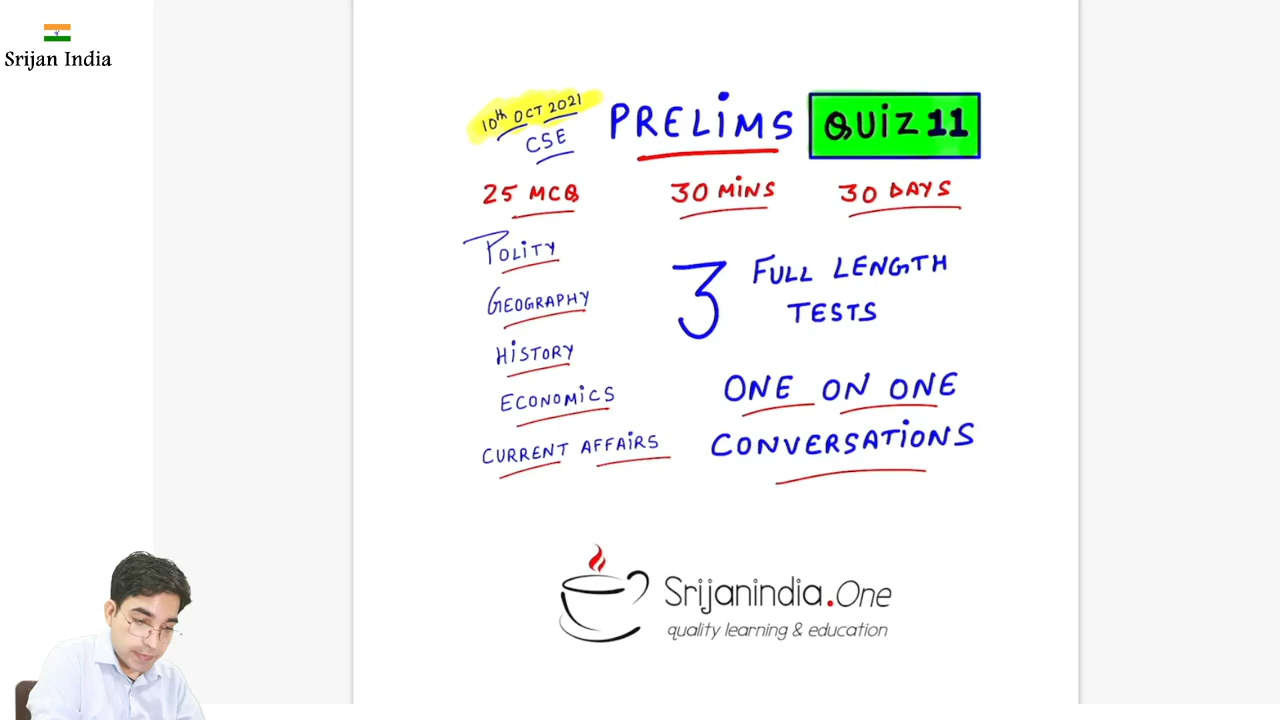 Srijan India
10th OCT 2021
CSE
PRELiMS
QUiZ 11
25 MCQ
30 MiNS
30 DAYS
POLiTY
GEOGRAPHY
HiSTORY
ECONOMiCS
CURRENT AFFAiRS
3 FULL LENGTH
TESTS
ONE ON ONE
CONVERSATiONS
Srijanindia.One
quality learning & education